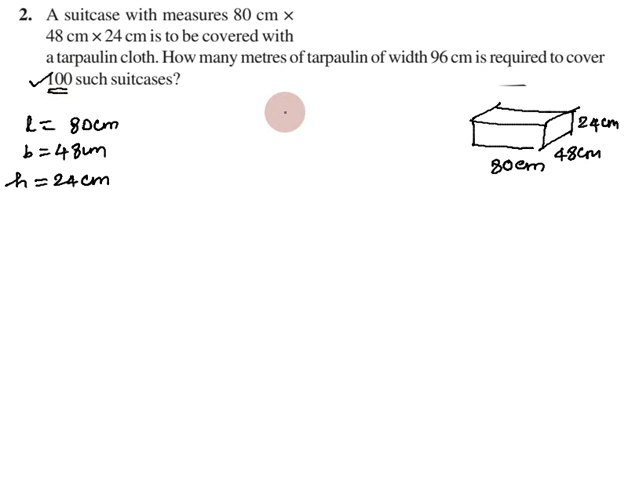 2. A suitcase with measures 80 cm ×
48 cm × 24 cm is to be covered with
a tarpaulin cloth. How many metres of tarpaulin of width 96 cm is required to cover
100 such suitcases?
l = 80cm
b = 48cm
h = 24cm
24cm
48cm
80cm